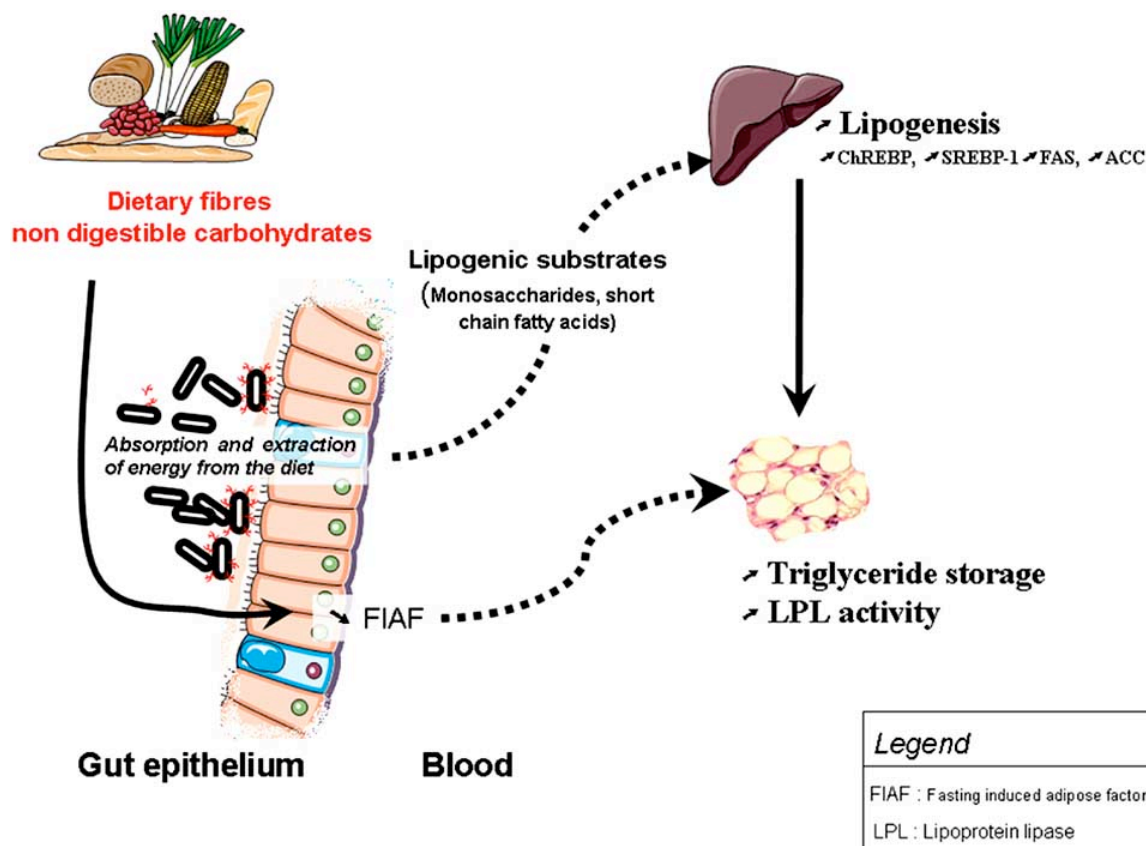 Dietary fibres
non digestible carbohydrates
Lipogenesis
ChREBP, SREBP-1 FAS, ACC
Lipogenic substrates
(Monosaccharides, short
chain fatty acids)
Absorption and extraction
of energy from the diet
FIAF
Triglyceride storage
LPL activity
Gut epithelium
Blood
Legend
FIAF : Fasting induced adipose factor
LPL : Lipoprotein lipase